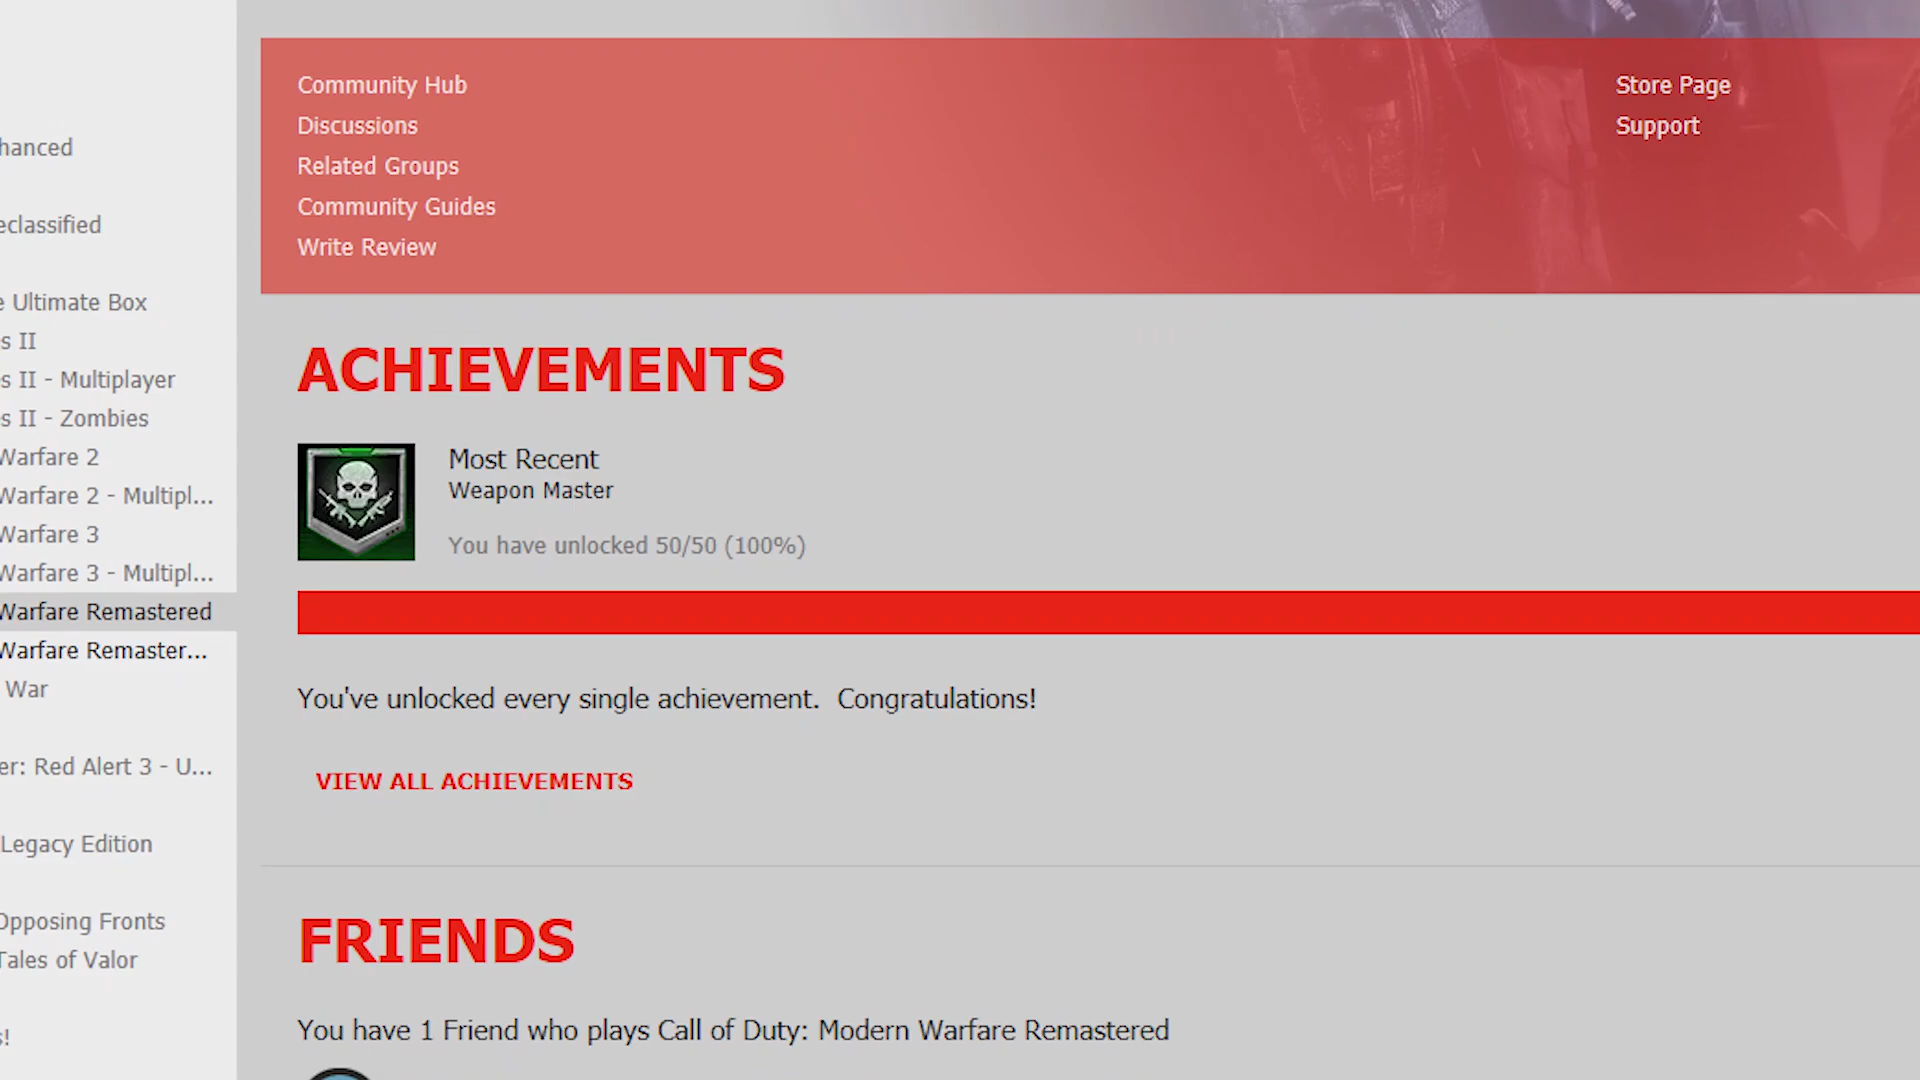 hanced
eclassified
e Ultimate Box
s II
s II - Multiplayer
s II - Zombies
Warfare 2
Warfare 2 - Multipl...
Warfare 3
Warfare 3 - Multipl...
Warfare Remastered
Warfare Remaster...
War
er: Red Alert 3 - U...
Legacy Edition
Opposing Fronts
Tales of Valor
s!
Community Hub
Discussions
Related Groups
Community Guides
Write Review
Store Page
Support
ACHIEVEMENTS
Most Recent
Weapon Master
You have unlocked 50/50 (100%)
You've unlocked every single achievement.  Congratulations!
VIEW ALL ACHIEVEMENTS
FRIENDS
You have 1 Friend who plays Call of Duty: Modern Warfare Remastered